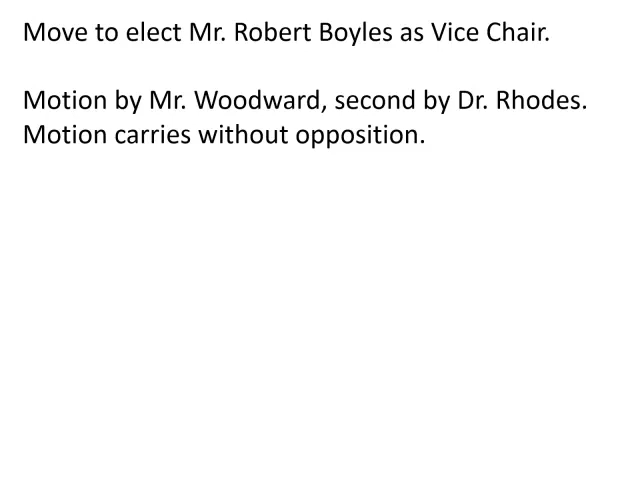 Move to elect Mr. Robert Boyles as Vice Chair.
Motion by Mr. Woodward, second by Dr. Rhodes.
Motion carries without opposition.